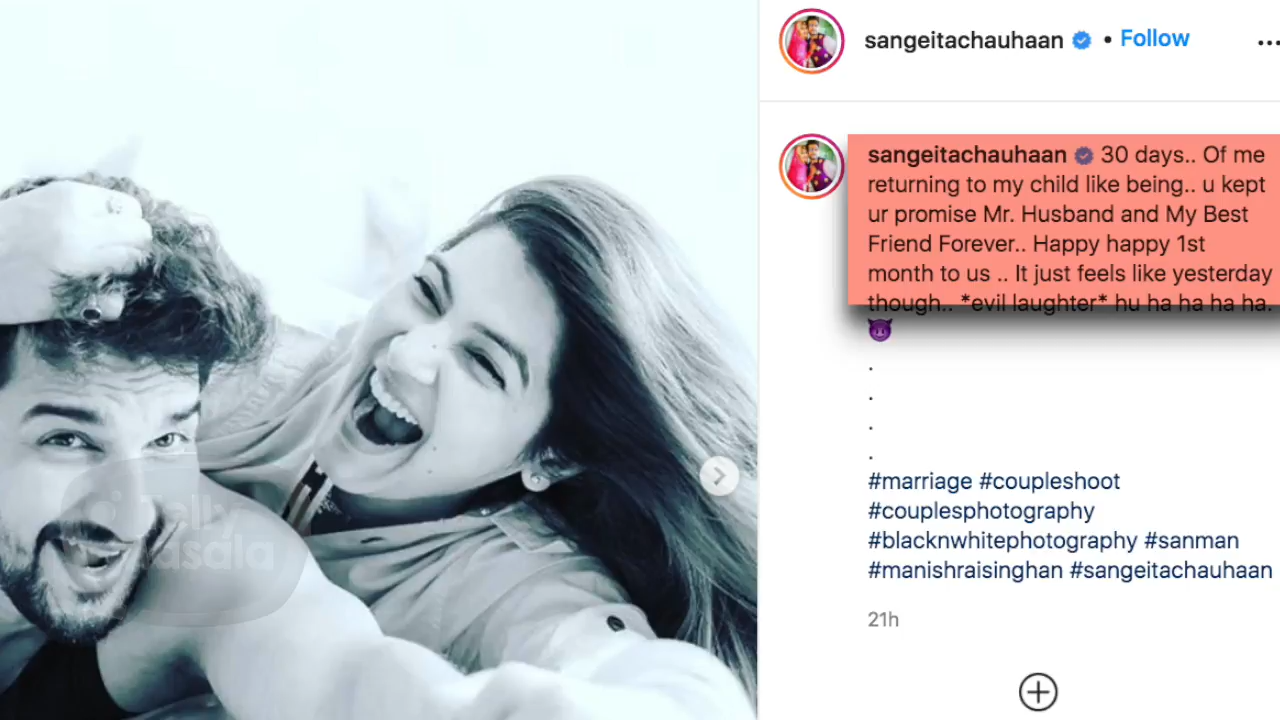 sangeitachauhaan • Follow
sangeitachauhaan 30 days.. Of me
returning to my child like being.. u kept
ur promise Mr. Husband and My Best
Friend Forever.. Happy happy 1st
month to us .. It just feels like yesterday
though.. *evil laughter* hu ha ha ha ha.
😈
.
.
.
.
#marriage #coupleshoot
#couplesphotography
#blacknwhitephotography #sanman
#manishraisinghan #sangeitachauhaan
21h
Telly
Masala